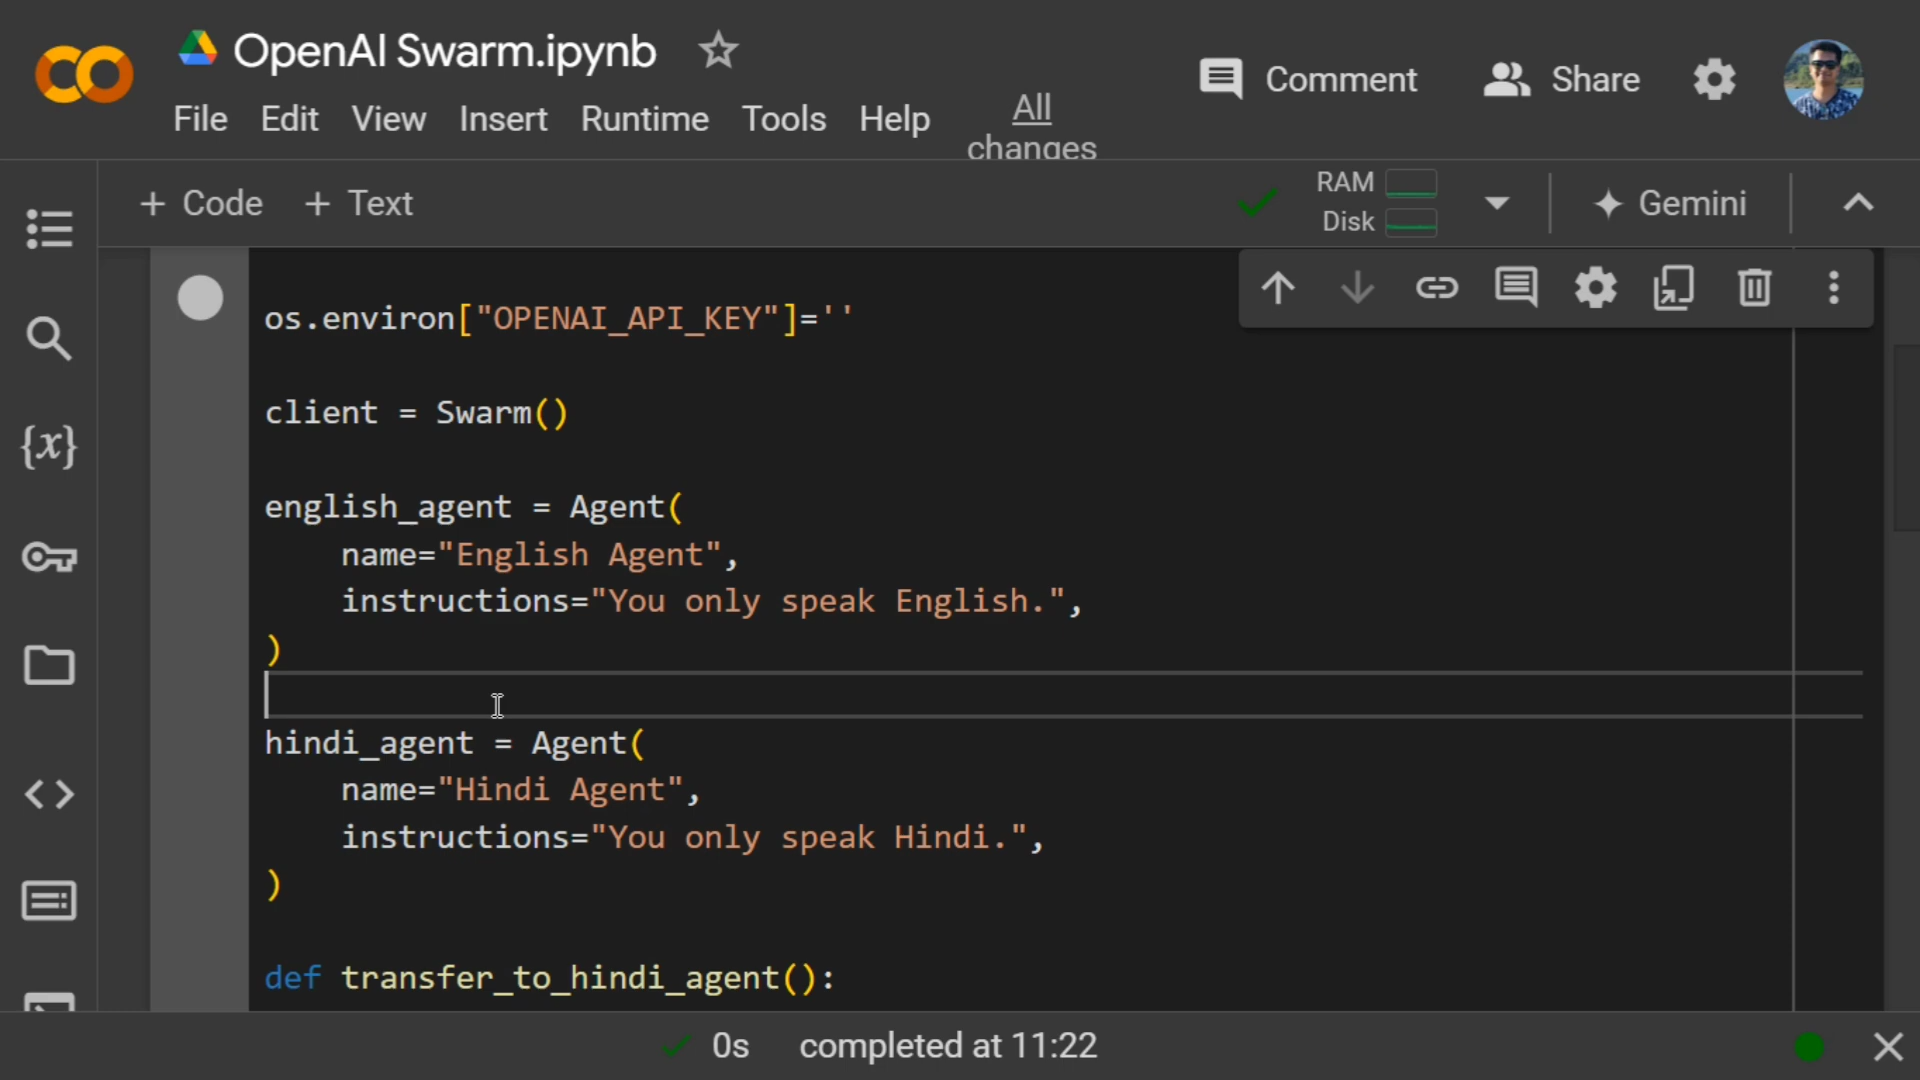 OpenAI Swarm.ipynb
File Edit View Insert Runtime Tools Help
All
changes
Comment
Share
+ Code + Text
RAM
Disk
Gemini
{x}
os.environ["OPENAI_API_KEY"]=''
client = Swarm()
english_agent = Agent(
name="English Agent",
instructions="You only speak English.",
)
hindi_agent = Agent(
name="Hindi Agent",
instructions="You only speak Hindi.",
)
def transfer_to_hindi_agent():
0s completed at 11:22